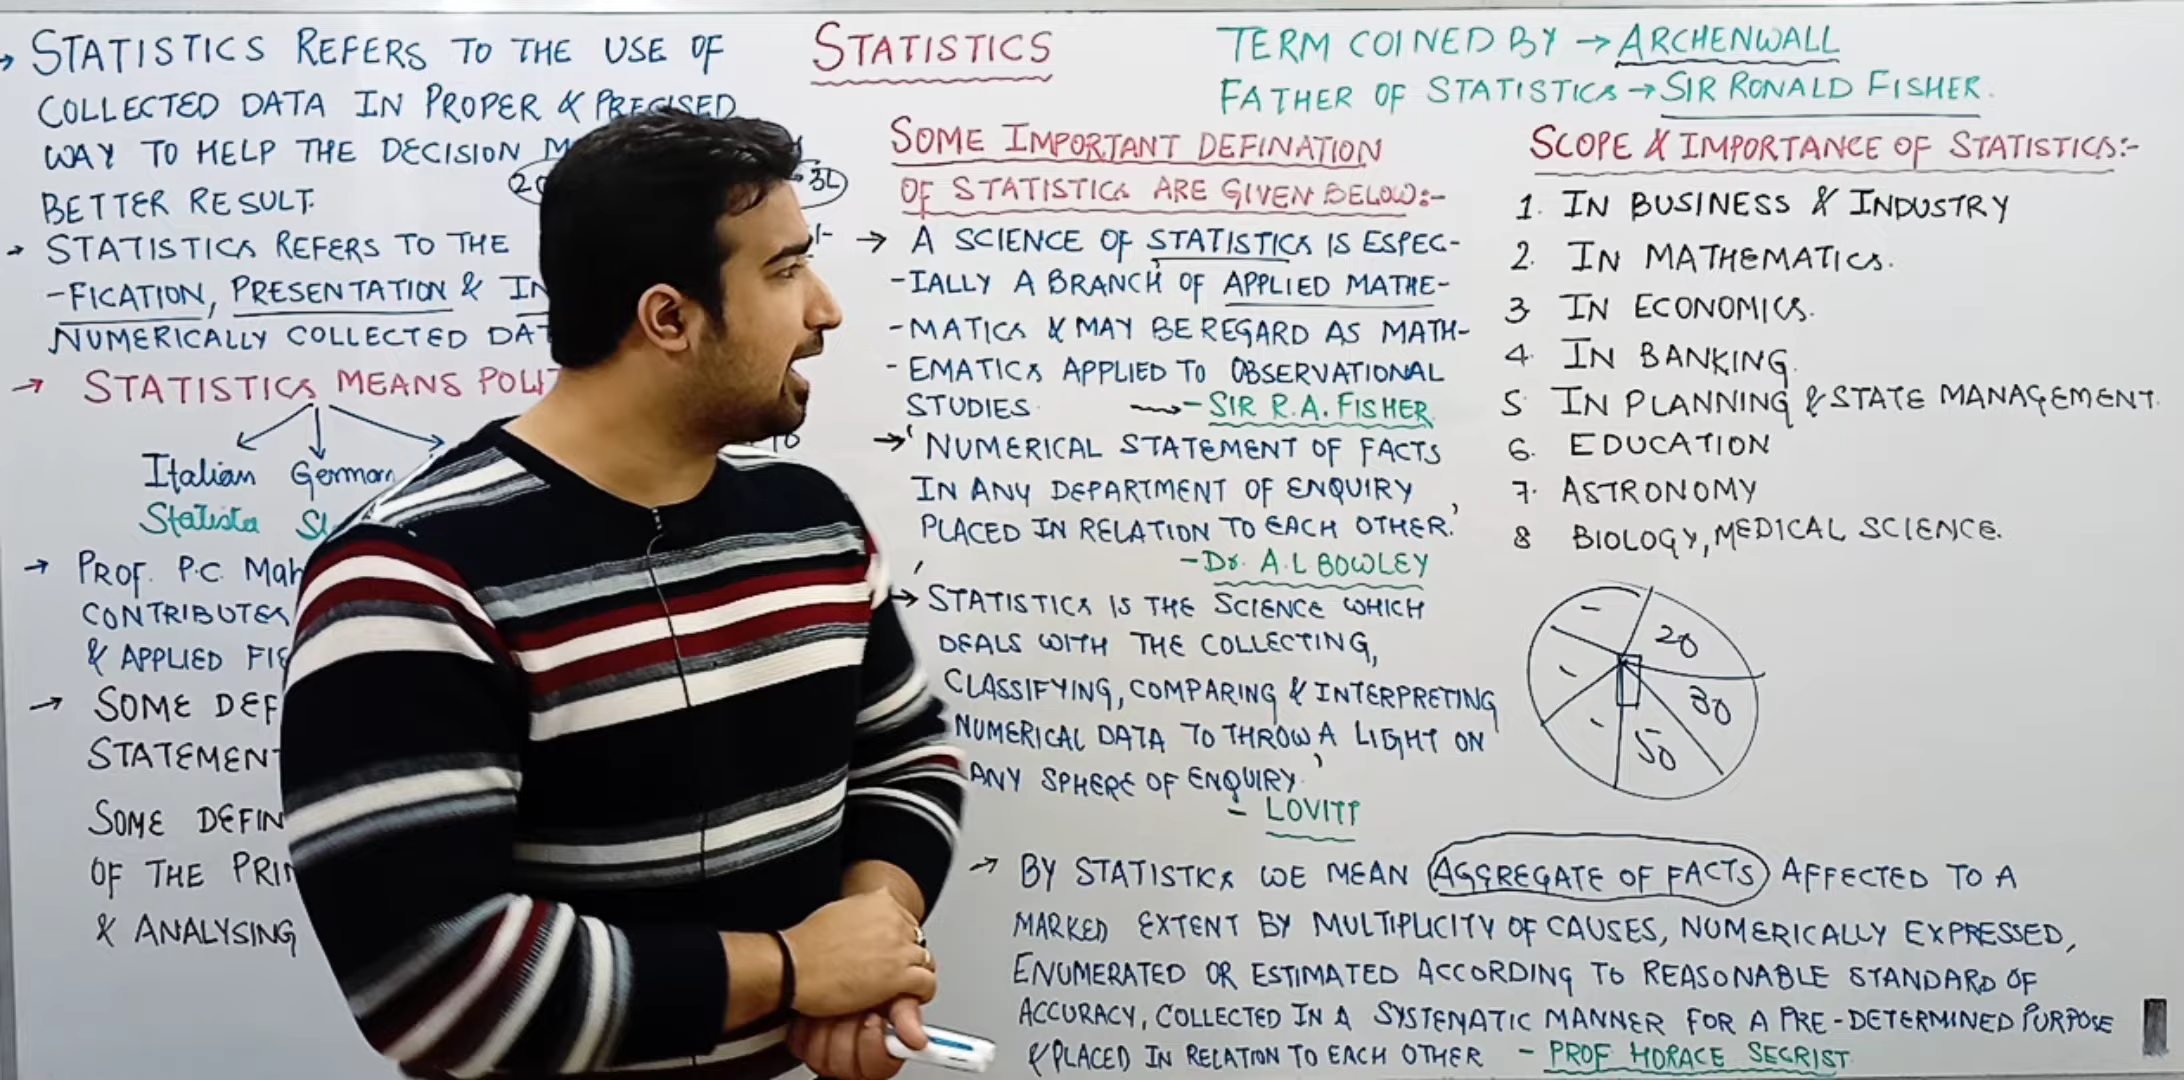 STATISTICS
TERM COINED BY → ARCHENWALL
FATHER OF STATISTICS → SIR RONALD FISHER.
→ STATISTICS REFERS TO THE USE OF
COLLECTED DATA IN PROPER & PRECISED
WAY TO HELP THE DECISION
BETTER RESULT.
3L
→ STATISTICS REFERS TO THE
-FICATION, PRESENTATION &
NUMERICALLY COLLECTED
→ STATISTICS MEANS
Italian German
Statista
→ PROF. P.C.
CONTRIBUTES
& APPLIED
→ SOME
STATEMENT
SOME
OF THE
& ANALYSING
SOME IMPORTANT DEFINATION
OF STATISTICS ARE GIVEN BELOW:-
→ A SCIENCE OF STATISTICS IS ESPEC-
-IALLY A BRANCH OF APPLIED MATHE-
-MATICS & MAY BE REGARD AS MATH-
-EMATICS APPLIED TO OBSERVATIONAL
STUDIES - SIR R.A. FISHER
→ 'NUMERICAL STATEMENT OF FACTS
IN ANY DEPARTMENT OF ENQUIRY
PLACED IN RELATION TO EACH OTHER.'
- Dr. A.L BOWLEY
→ 'STATISTICS IS THE SCIENCE WHICH
DEALS WITH THE COLLECTING,
CLASSIFYING, COMPARING & INTERPRETING
NUMERICAL DATA TO THROW A LIGHT ON
ANY SPHERE OF ENQUIRY.'
- LOVITT
→ BY STATISTICS WE MEAN AGGREGATE OF FACTS AFFECTED TO A
MARKED EXTENT BY MULTIPLICITY OF CAUSES, NUMERICALLY EXPRESSED,
ENUMERATED OR ESTIMATED ACCORDING TO REASONABLE STANDARD OF
ACCURACY, COLLECTED IN A SYSTEMATIC MANNER FOR A PRE-DETERMINED PURPOSE
& PLACED IN RELATION TO EACH OTHER - PROF HORACE SECRIST
SCOPE & IMPORTANCE OF STATISTICS:-
1. IN BUSINESS & INDUSTRY
2. IN MATHEMATICS.
3 IN ECONOMICS.
4. IN BANKING.
5 IN PLANNING & STATE MANAGEMENT.
6. EDUCATION
7. ASTRONOMY
8 BIOLOGY, MEDICAL SCIENCE.
20
30
50